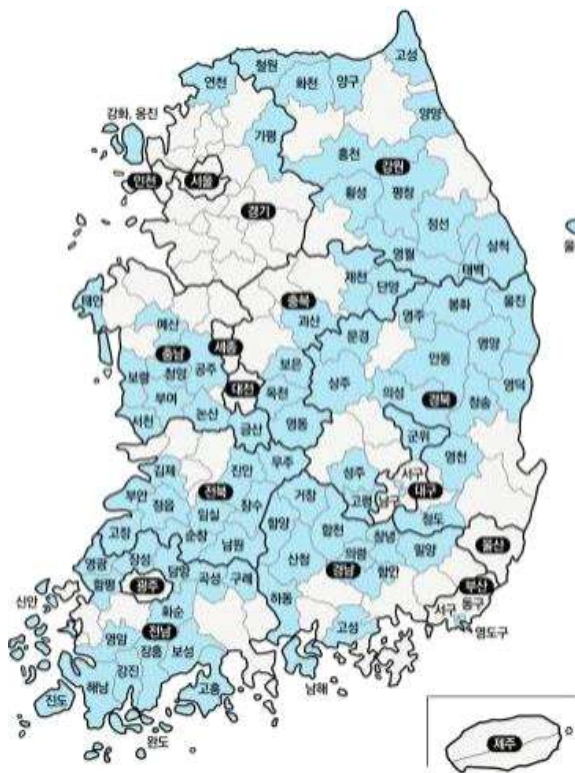 고성
철원
연천
화천
양구
강화, 옹진
양양
가평
홍천
강원
인천
서울
횡성
평창
경기
정선
삼척
울
영월
태백
제천
충북
단양
태안
괴산
영주
봉화
울진
예산
문경
세종
충남
안동
영양
보은
공주
보령
청양
대전
상주
의성
경북
청송
영덕
옥천
부여
논산
서천
금산
영동
군위
영천
무주
성주
서구
김제
전북
진안
대구
고령
남구
거창
부안
정읍
임실
장수
청도
함양
합천
창녕
고창
순창
남원
울산
의령
밀양
영광
장성
담양
산청
경남
함안
함평
광주
곡성
구례
부산
신안
화순
하동
서구
동구
고성
영도구
영암
전남
장흥
보성
강진
남해
해남
고흥
진도
완도
제주